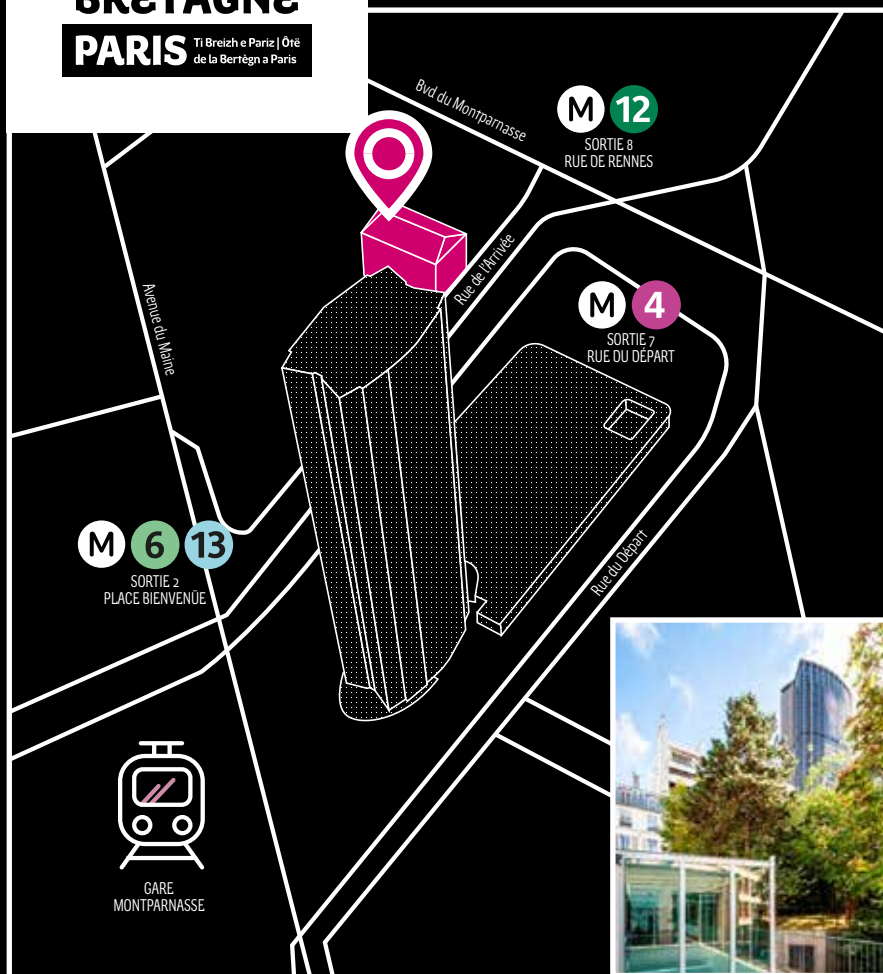 BRETAGNE
PARIS
Ti Breizh e Pariz | Ôtë
de la Bertègn a Paris
Bvd du Montparnasse
M 12
SORTIE 8
RUE DE RENNES
Rue de l'Arrivée
Avenue du Maine
M 4
SORTIE 7
RUE DU DÉPART
M 6 13
SORTIE 2
PLACE BIENVENÜE
Rue du Départ
GARE
MONTPARNASSE